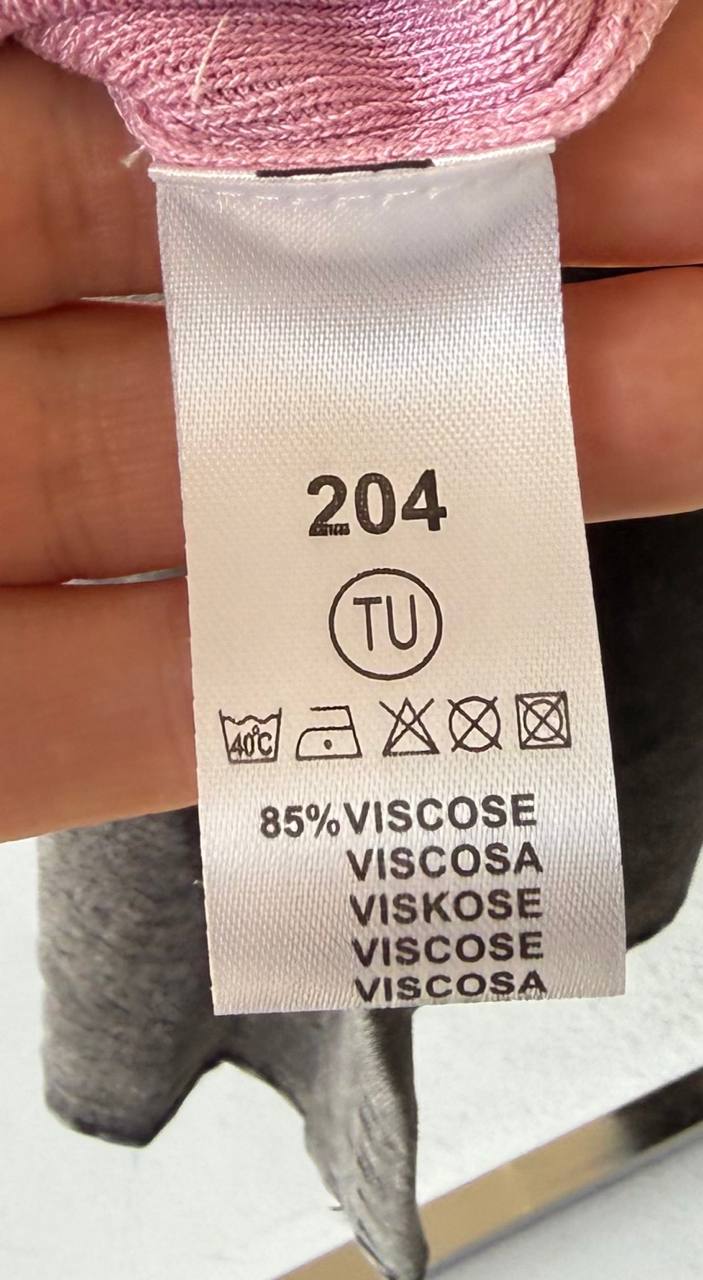 204
TU
40°C
85% VISCOSE
VISCOSA
VISKOSE
VISCOSE
VISCOSA